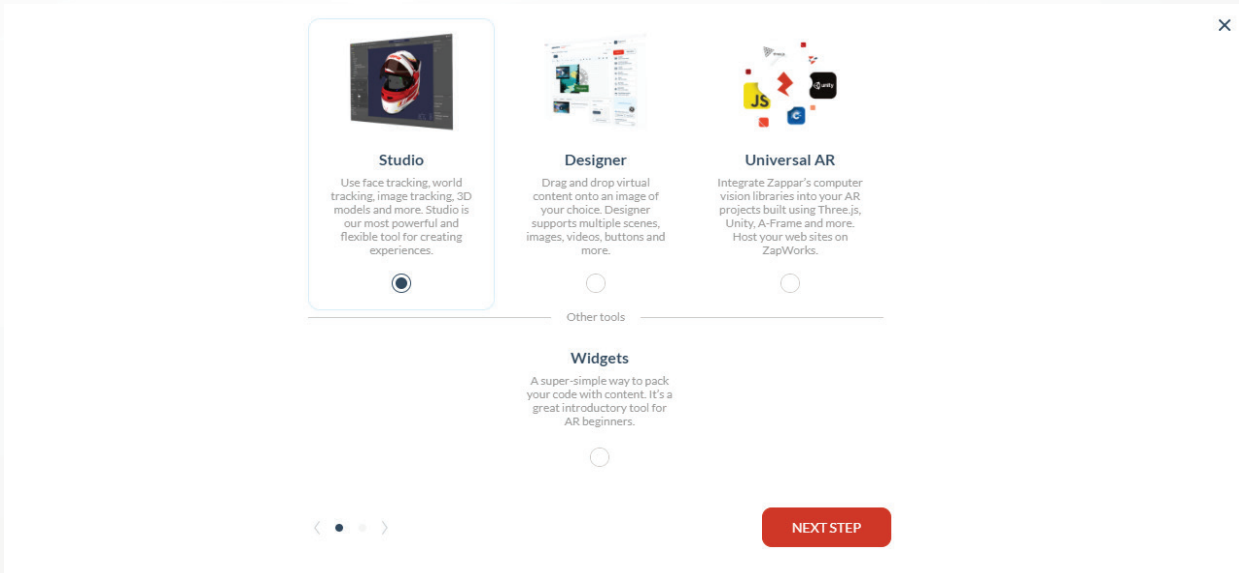 JS
unity
Studio
Use face tracking, world
tracking, image tracking, 3D
models and more. Studio is
our most powerful and
flexible tool for creating
experiences.
Designer
Drag and drop virtual
content onto an image of
your choice. Designer
supports multiple scenes,
images, videos, buttons and
more.
Universal AR
Integrate Zappar's computer
vision libraries into your AR
projects built using Three.js,
Unity, A-Frame and more.
Host your web sites on
ZapWorks.
Other tools
Widgets
A super-simple way to pack
your code with content. It's a
great introductory tool for
AR beginners.
NEXT STEP